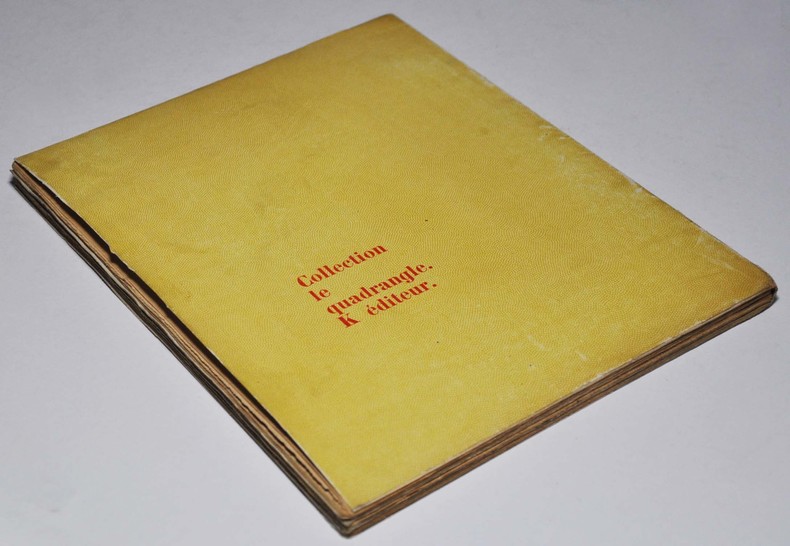 Collection
le
quadrangle.
K éditeur.